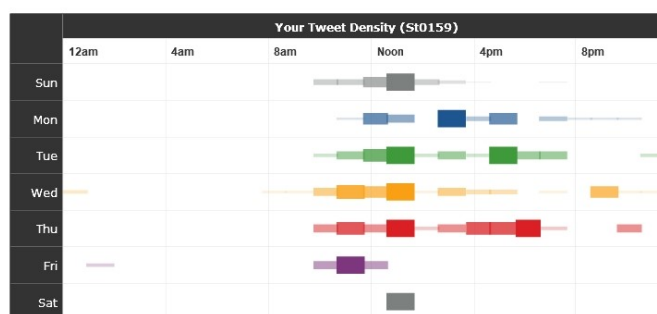 Your Tweet Density (St0159)
12am 4am 8am Noon 4pm 8pm
Sun
Mon
Tue
Wed
Thu
Fri
Sat